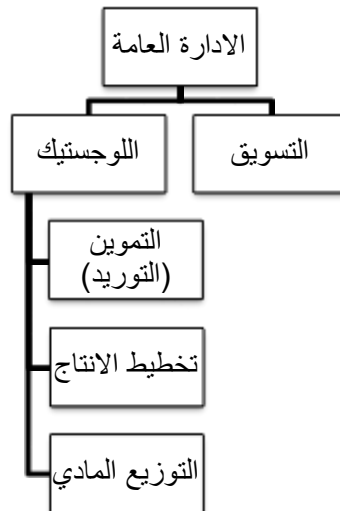 الادارة العامة
التسويق
اللوجستيك
التموين
(التوريد)
تخطيط الانتاج
التوزيع المادي